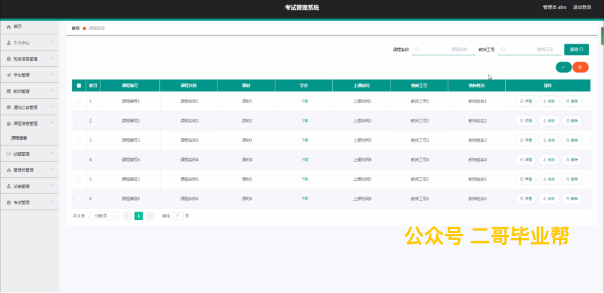 考试管理系统
管理员 abo 退出登录
首页
个人中心
学生管理
教师管理
通知公告管理
课程信息管理
课程信息
试题管理
试卷管理
考试管理
首页 课程信息
课程名称 课程名称 教师工号 教师工号 查询
索引 课程编号 课程名称 课时 学分 上课时间 教师工号 教师姓名 操作
1 课程编号1 课程名称1 课时1 下载 上课时间1 教师工号1 教师姓名1 详情 修改 删除
2 课程编号2 课程名称2 课时2 下载 上课时间2 教师工号2 教师姓名2 详情 修改 删除
3 课程编号3 课程名称3 课时3 下载 上课时间3 教师工号3 教师姓名3 详情 修改 删除
4 课程编号4 课程名称4 课时4 下载 上课时间4 教师工号4 教师姓名4 详情 修改 删除
5 课程编号5 课程名称5 课时5 下载 上课时间5 教师工号5 教师姓名5 详情 修改 删除
6 课程编号6 课程名称6 课时6 下载 上课时间6 教师工号6 教师姓名6 详情 修改 删除
共 6 条 10条/页 1 前往 1 页
公众号 二哥毕业帮